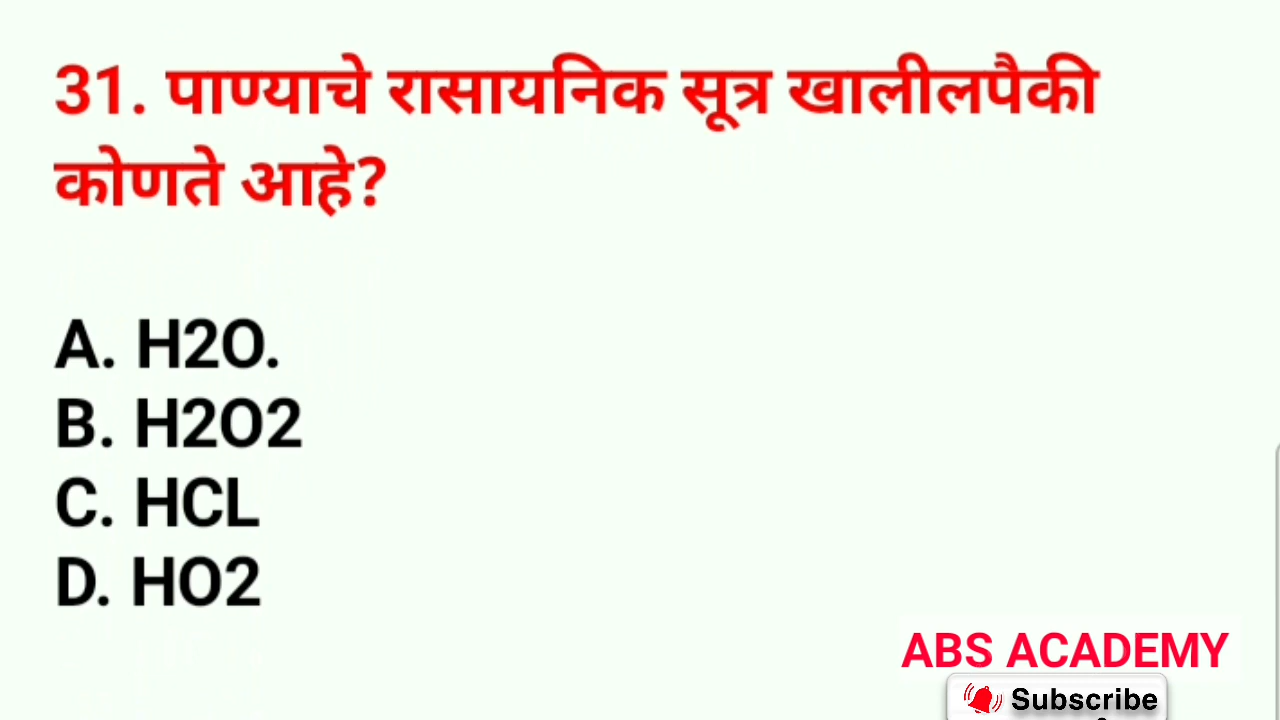 31. पाण्याचे रासायनिक सूत्र खालीलपैकी
कोणते आहे?
A. H2O.
B. H2O2
C. HCL
D. HO2
ABS ACADEMY
Subscribe